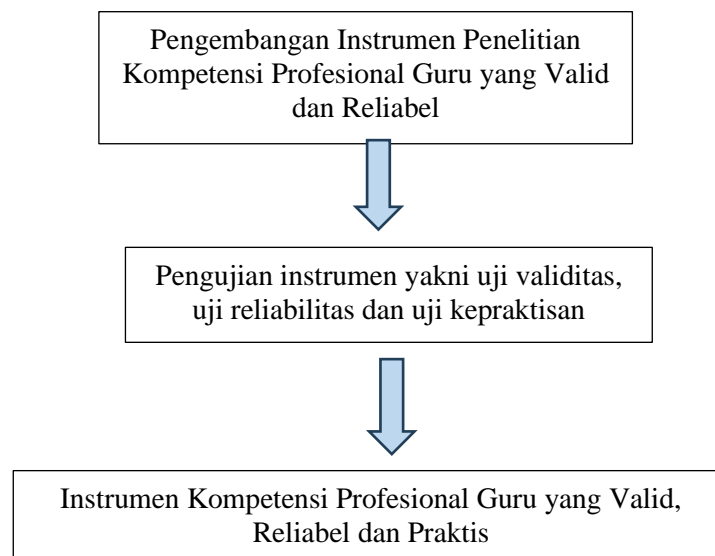 Pengembangan Instrumen Penelitian
Kompetensi Profesional Guru yang Valid
dan Reliabel
Pengujian instrumen yakni uji validitas,
uji reliabilitas dan uji kepraktisan
Instrumen Kompetensi Profesional Guru yang Valid,
Reliabel dan Praktis